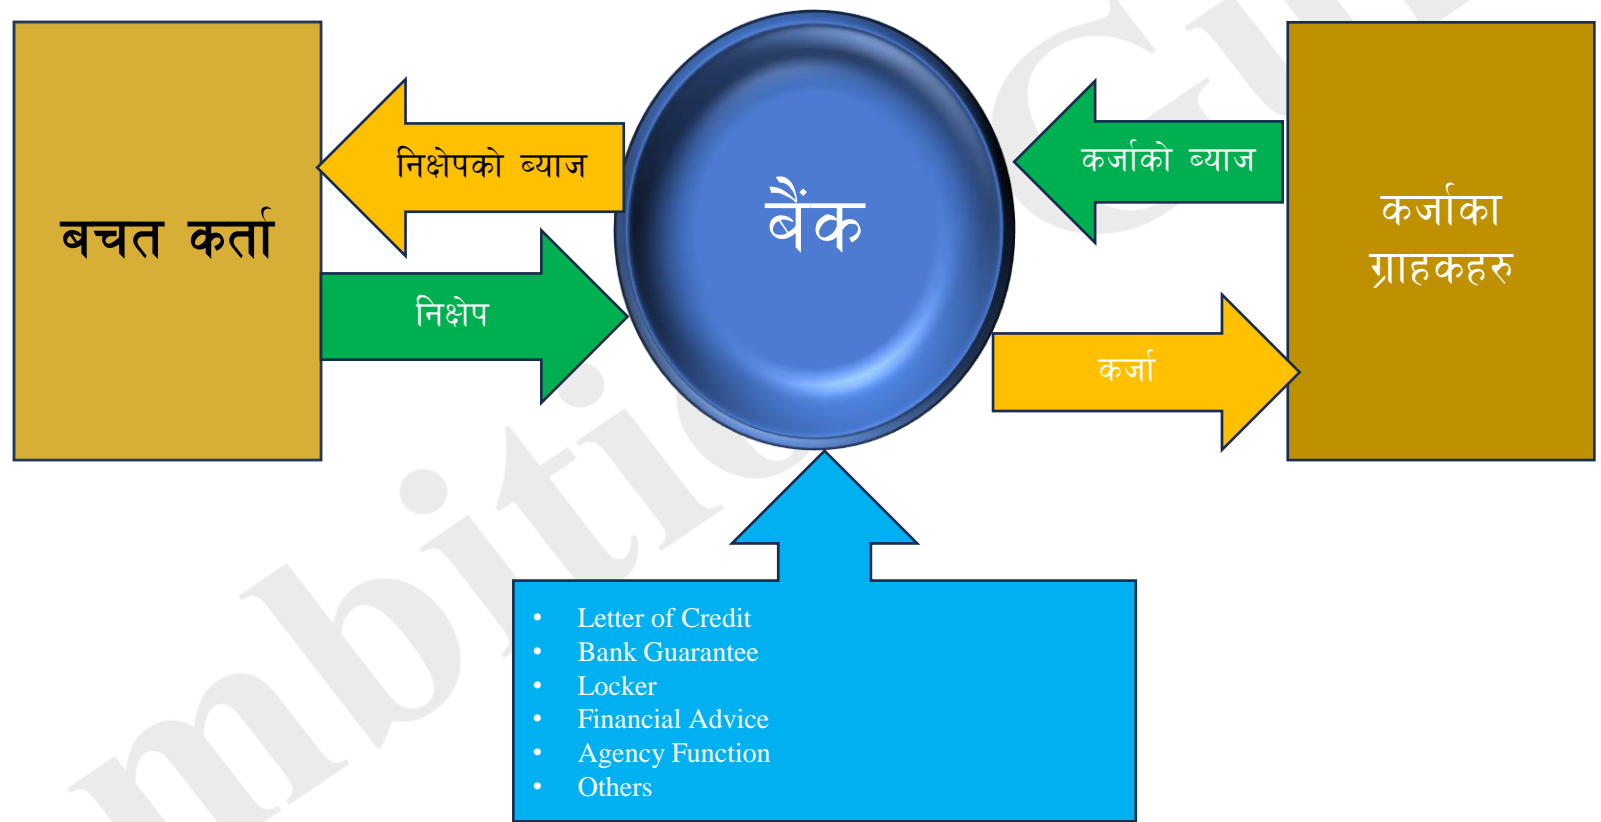 निक्षेपको ब्याज
कर्जाको ब्याज
बचत कर्ता
बैंक
कर्जाका
ग्राहकहरु
निक्षेप
कर्जा
• Letter of Credit
• Bank Guarantee
• Locker
• Financial Advice
• Agency Function
• Others